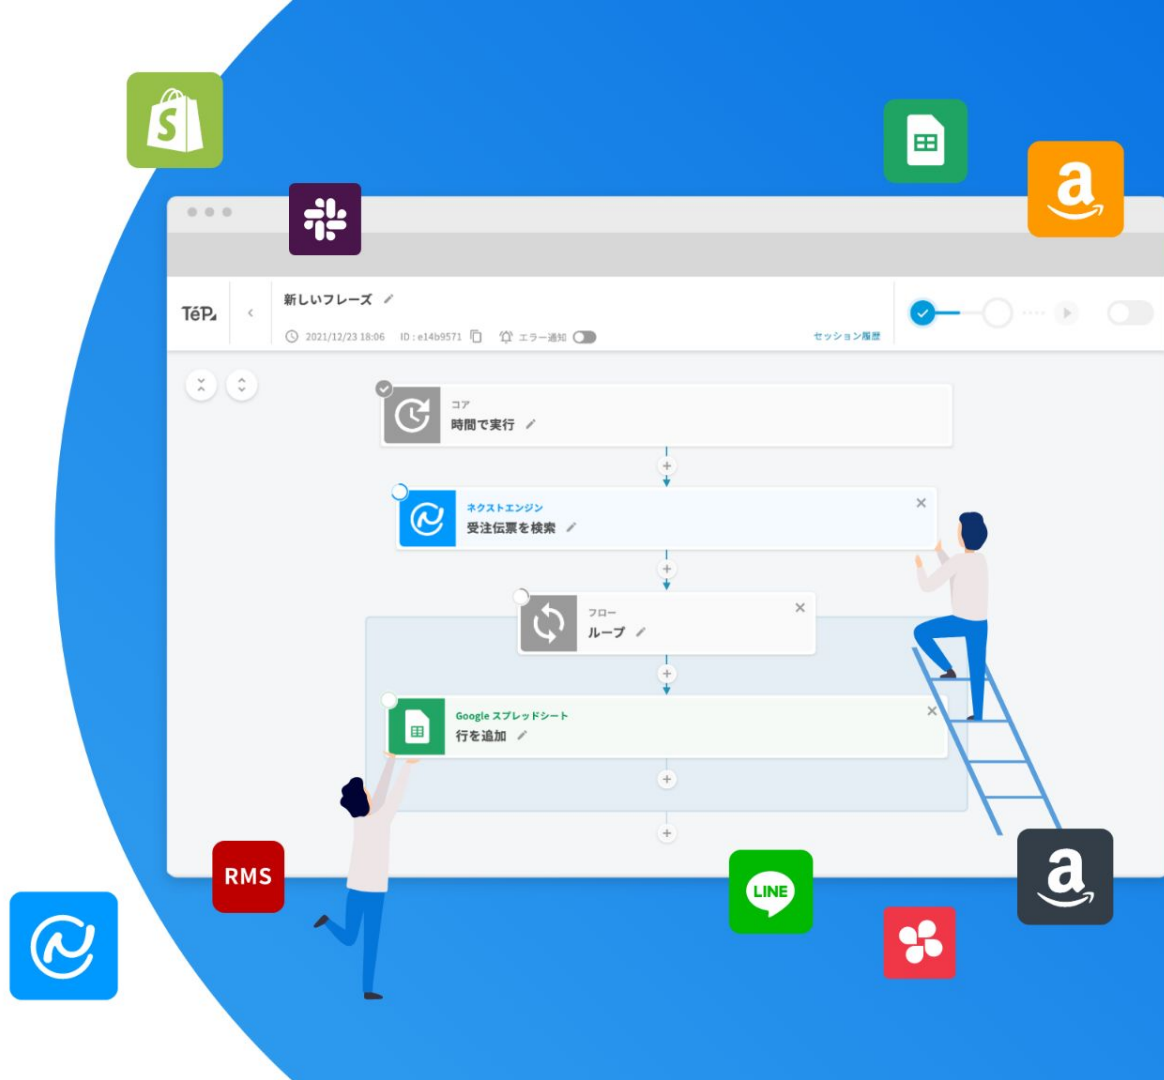 新しいフレーズ
TéP
2021/12/23 18:06 ID : e14b9571 エラー通知
セッション履歴
コア
時間で実行
ネクストエンジン
受注伝票を検索
フロー
ループ
Google スプレッドシート
行を追加
RMS
LINE